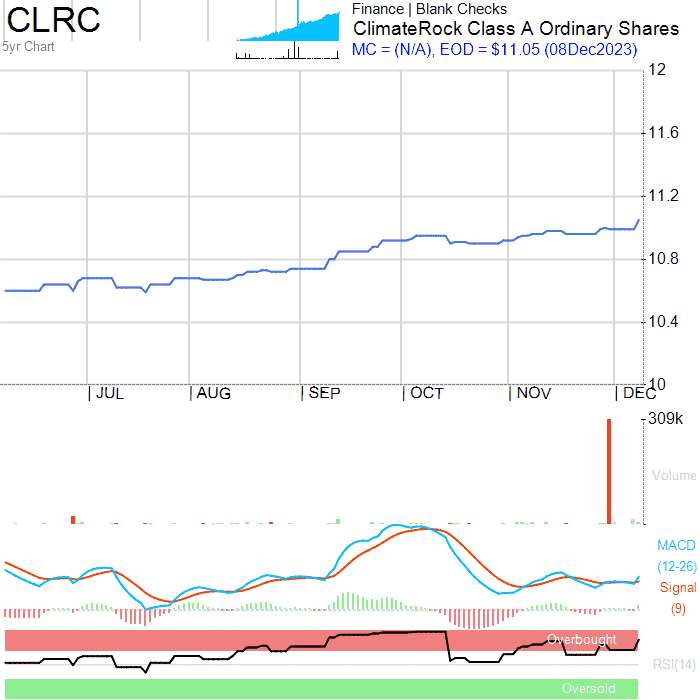 CLRC
5yr Chart
Finance | Blank Checks
ClimateRock Class A Ordinary Shares
MC = (N/A), EOD = $11.05 (08Dec2023)
12
11.6
11.2
10.8
10.4
10
JUL AUG SEP OCT NOV DEC
309k
Volume
MACD
(12-26)
Signal
(9)
Overbought
RSI(14)
Oversold